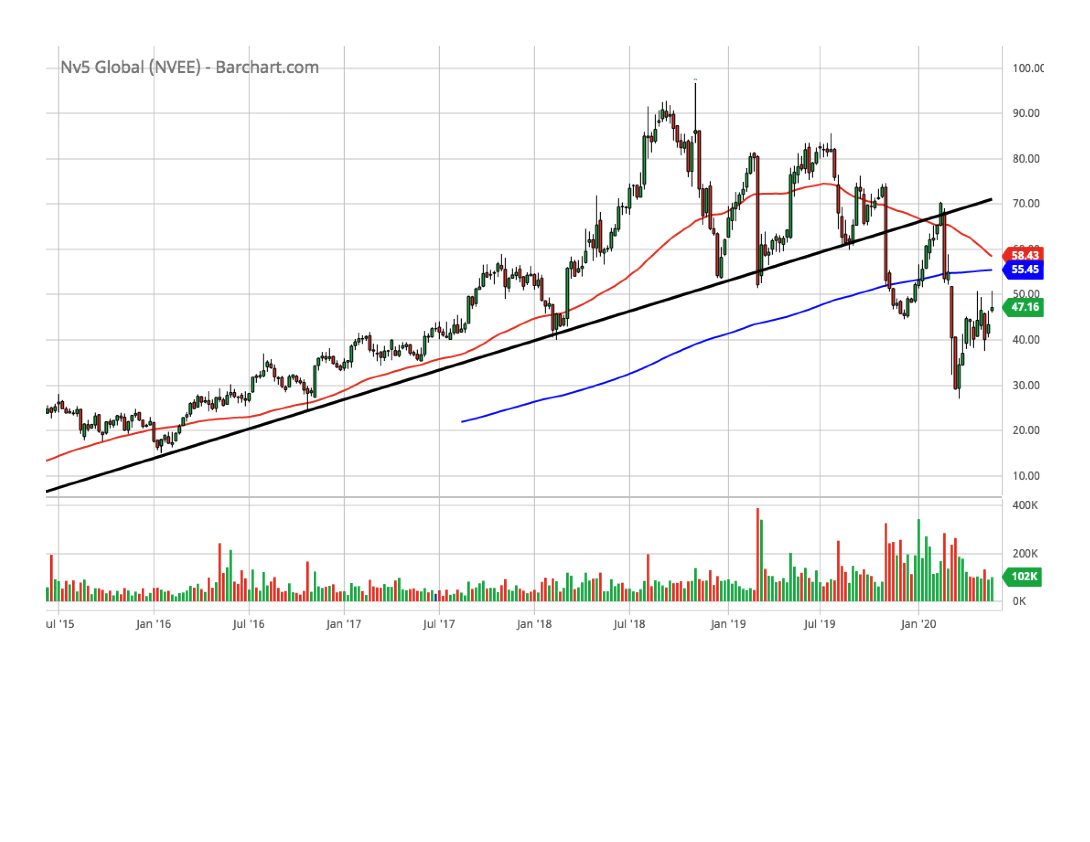 Nv5 Global (NVEE) - Barchart.com
100.00
90.00
80.00
70.00
58.43
55.45
50.00
47.16
40.00
30.00
20.00
10.00
400K
200K
102K
0K
ul '15 Jan '16 Jul '16 Jan '17 Jul '17 Jan '18 Jul '18 Jan '19 Jul '19 Jan '20